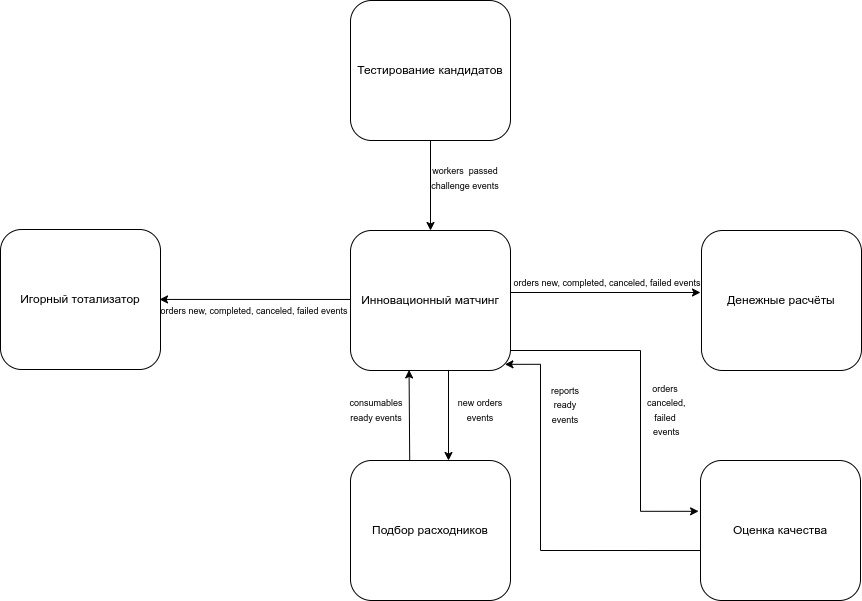 Тестирование кандидатов
workers passed
challenge events
Игорный тотализатор
orders new, completed, canceled, failed events
Инновационный матчинг
orders new, completed, canceled, failed events
Денежные расчёты
consumables
ready events
new orders
events
reports
ready
events
orders
canceled,
failed
events
Подбор расходников
Оценка качества